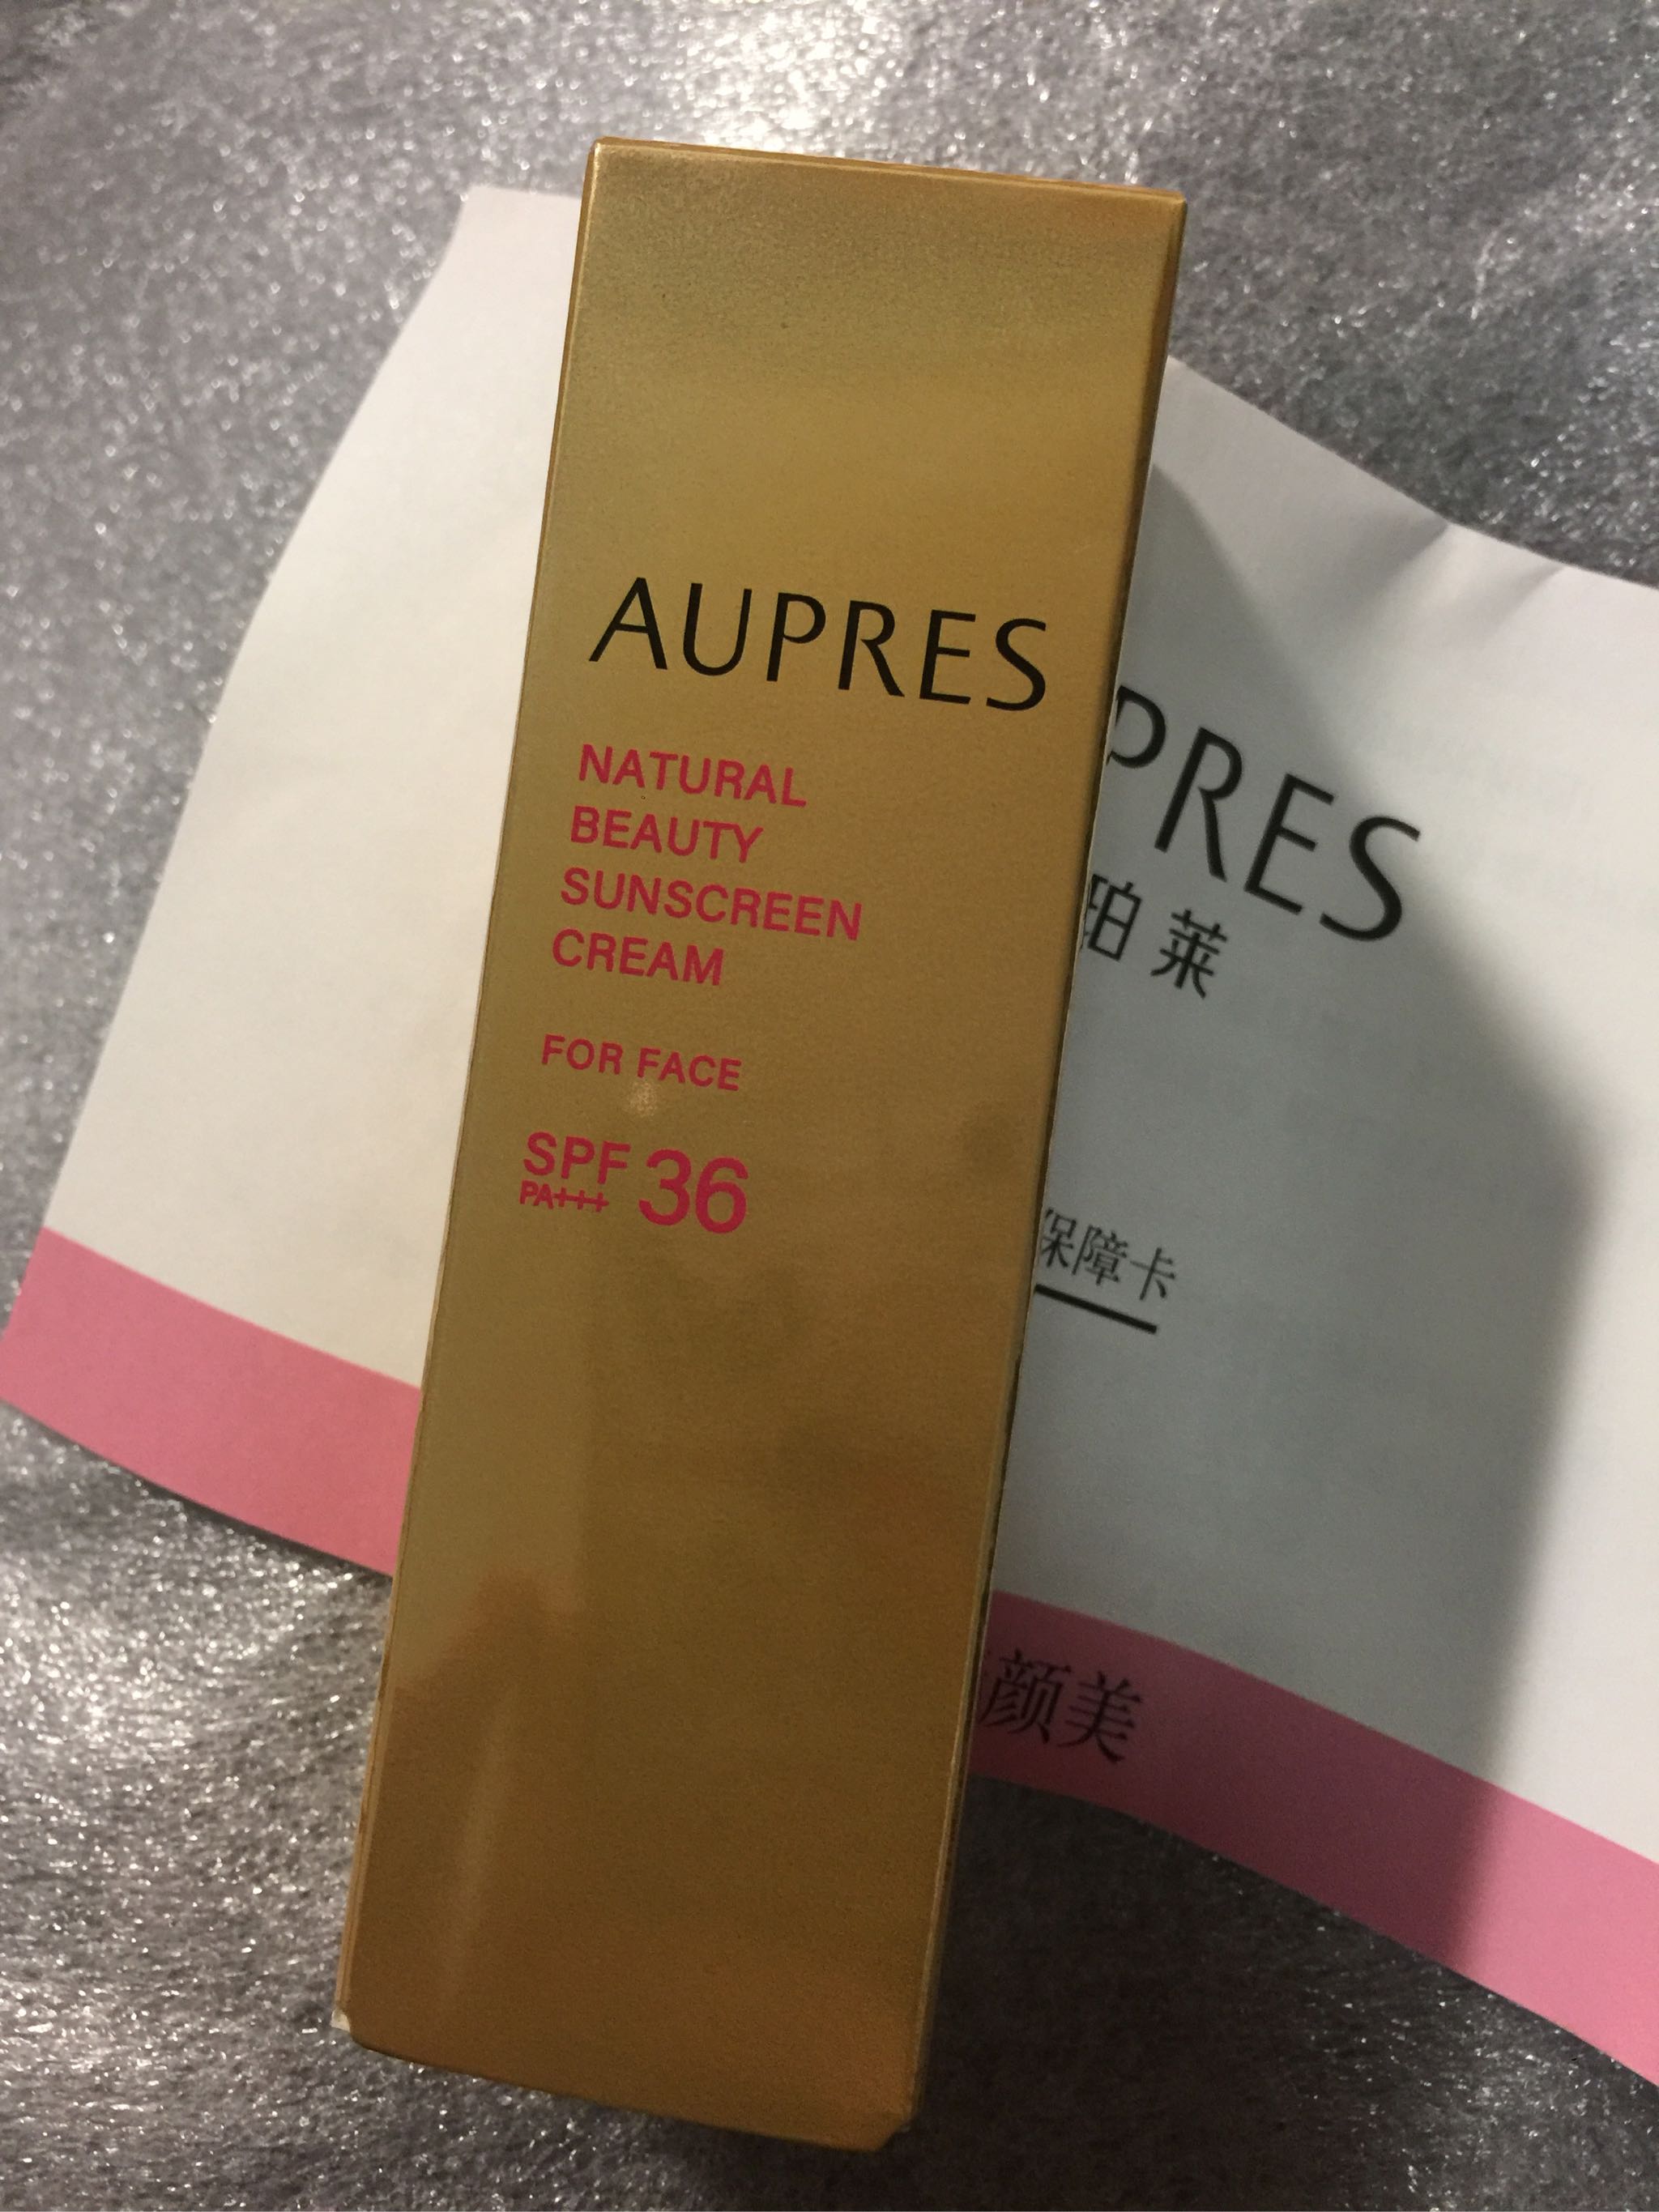 AUPRES
NATURAL
BEAUTY
SUNSCREEN
CREAM
FOR FACE
SPF 36
PA+++
PRES
珀莱
保障卡
颜美